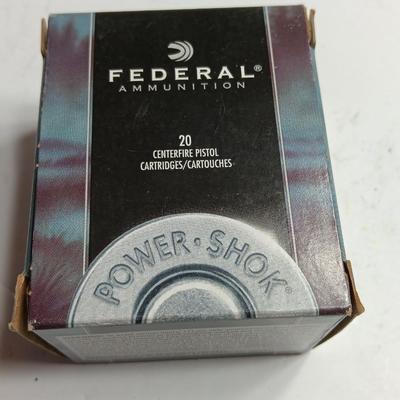 FEDERAL®
AMMUNITION
20
CENTERFIRE PISTOL
CARTRIDGES/CARTOUCHES
POWER·SHOK®